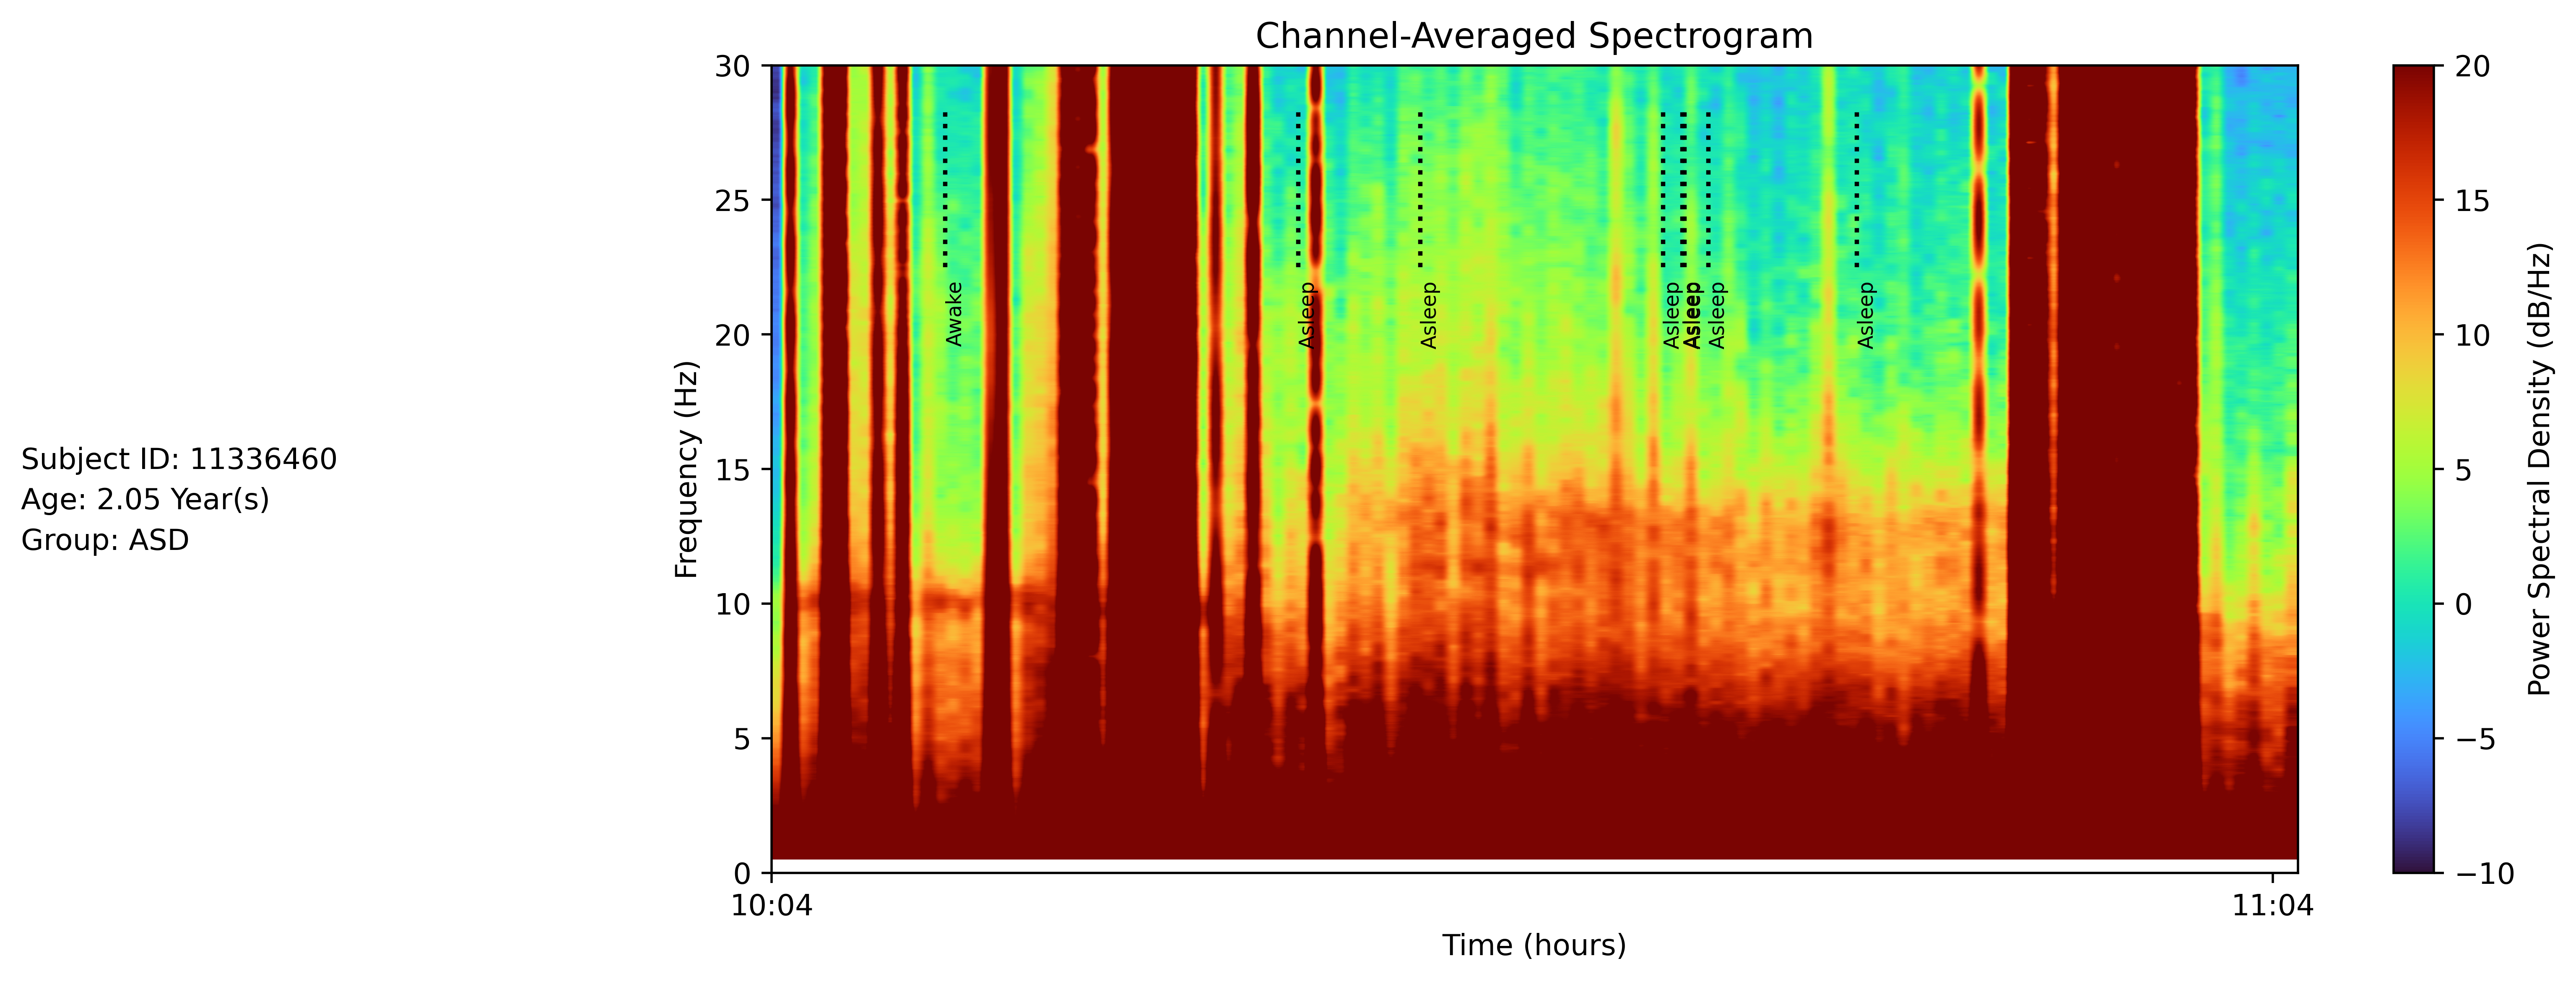 Channel-Averaged Spectrogram
Subject ID: 11336460
Age: 2.05 Year(s)
Group: ASD
Frequency (Hz)
30
25
20
15
10
5
0
Awake
Asleep
Asleep
Asleep
Asleep
Asleep
Asleep
Asleep
10:04
11:04
Time (hours)
20
15
10
5
0
−5
−10
Power Spectral Density (dB/Hz)